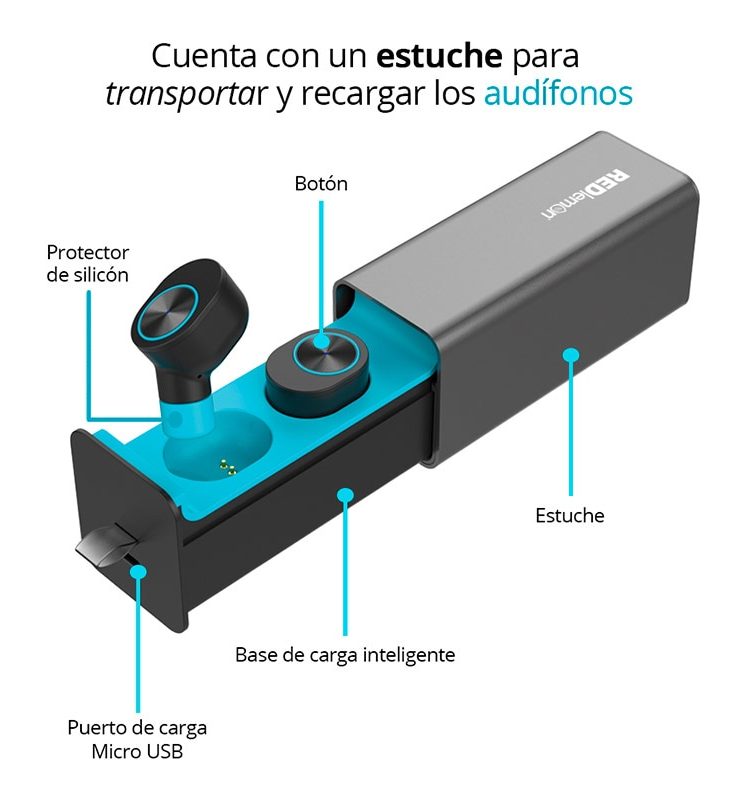 Cuenta con un estuche para
transportar y recargar los audífonos
REDlemon
Botón
Protector
de silicón
Estuche
Base de carga inteligente
Puerto de carga
Micro USB